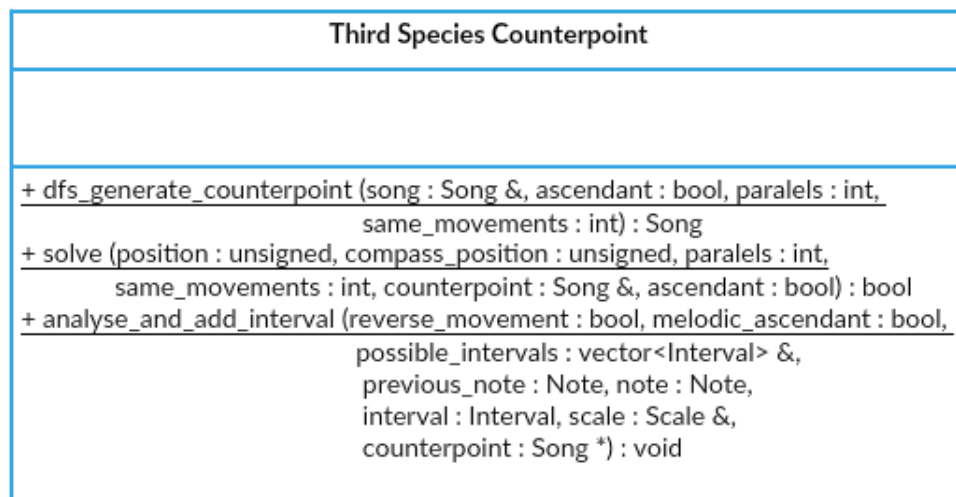 Third Species Counterpoint
+ dfs_generate_counterpoint (song : Song &, ascendant : bool, paralels : int,
same_movements : int) : Song
+ solve (position : unsigned, compass_position : unsigned, paralels : int,
same_movements : int, counterpoint : Song &, ascendant : bool) : bool
+ analyse_and_add_interval (reverse_movement : bool, melodic_ascendant : bool,
possible_intervals : vector<Interval> &,
previous_note : Note, note : Note,
interval : Interval, scale : Scale &,
counterpoint : Song *) : void